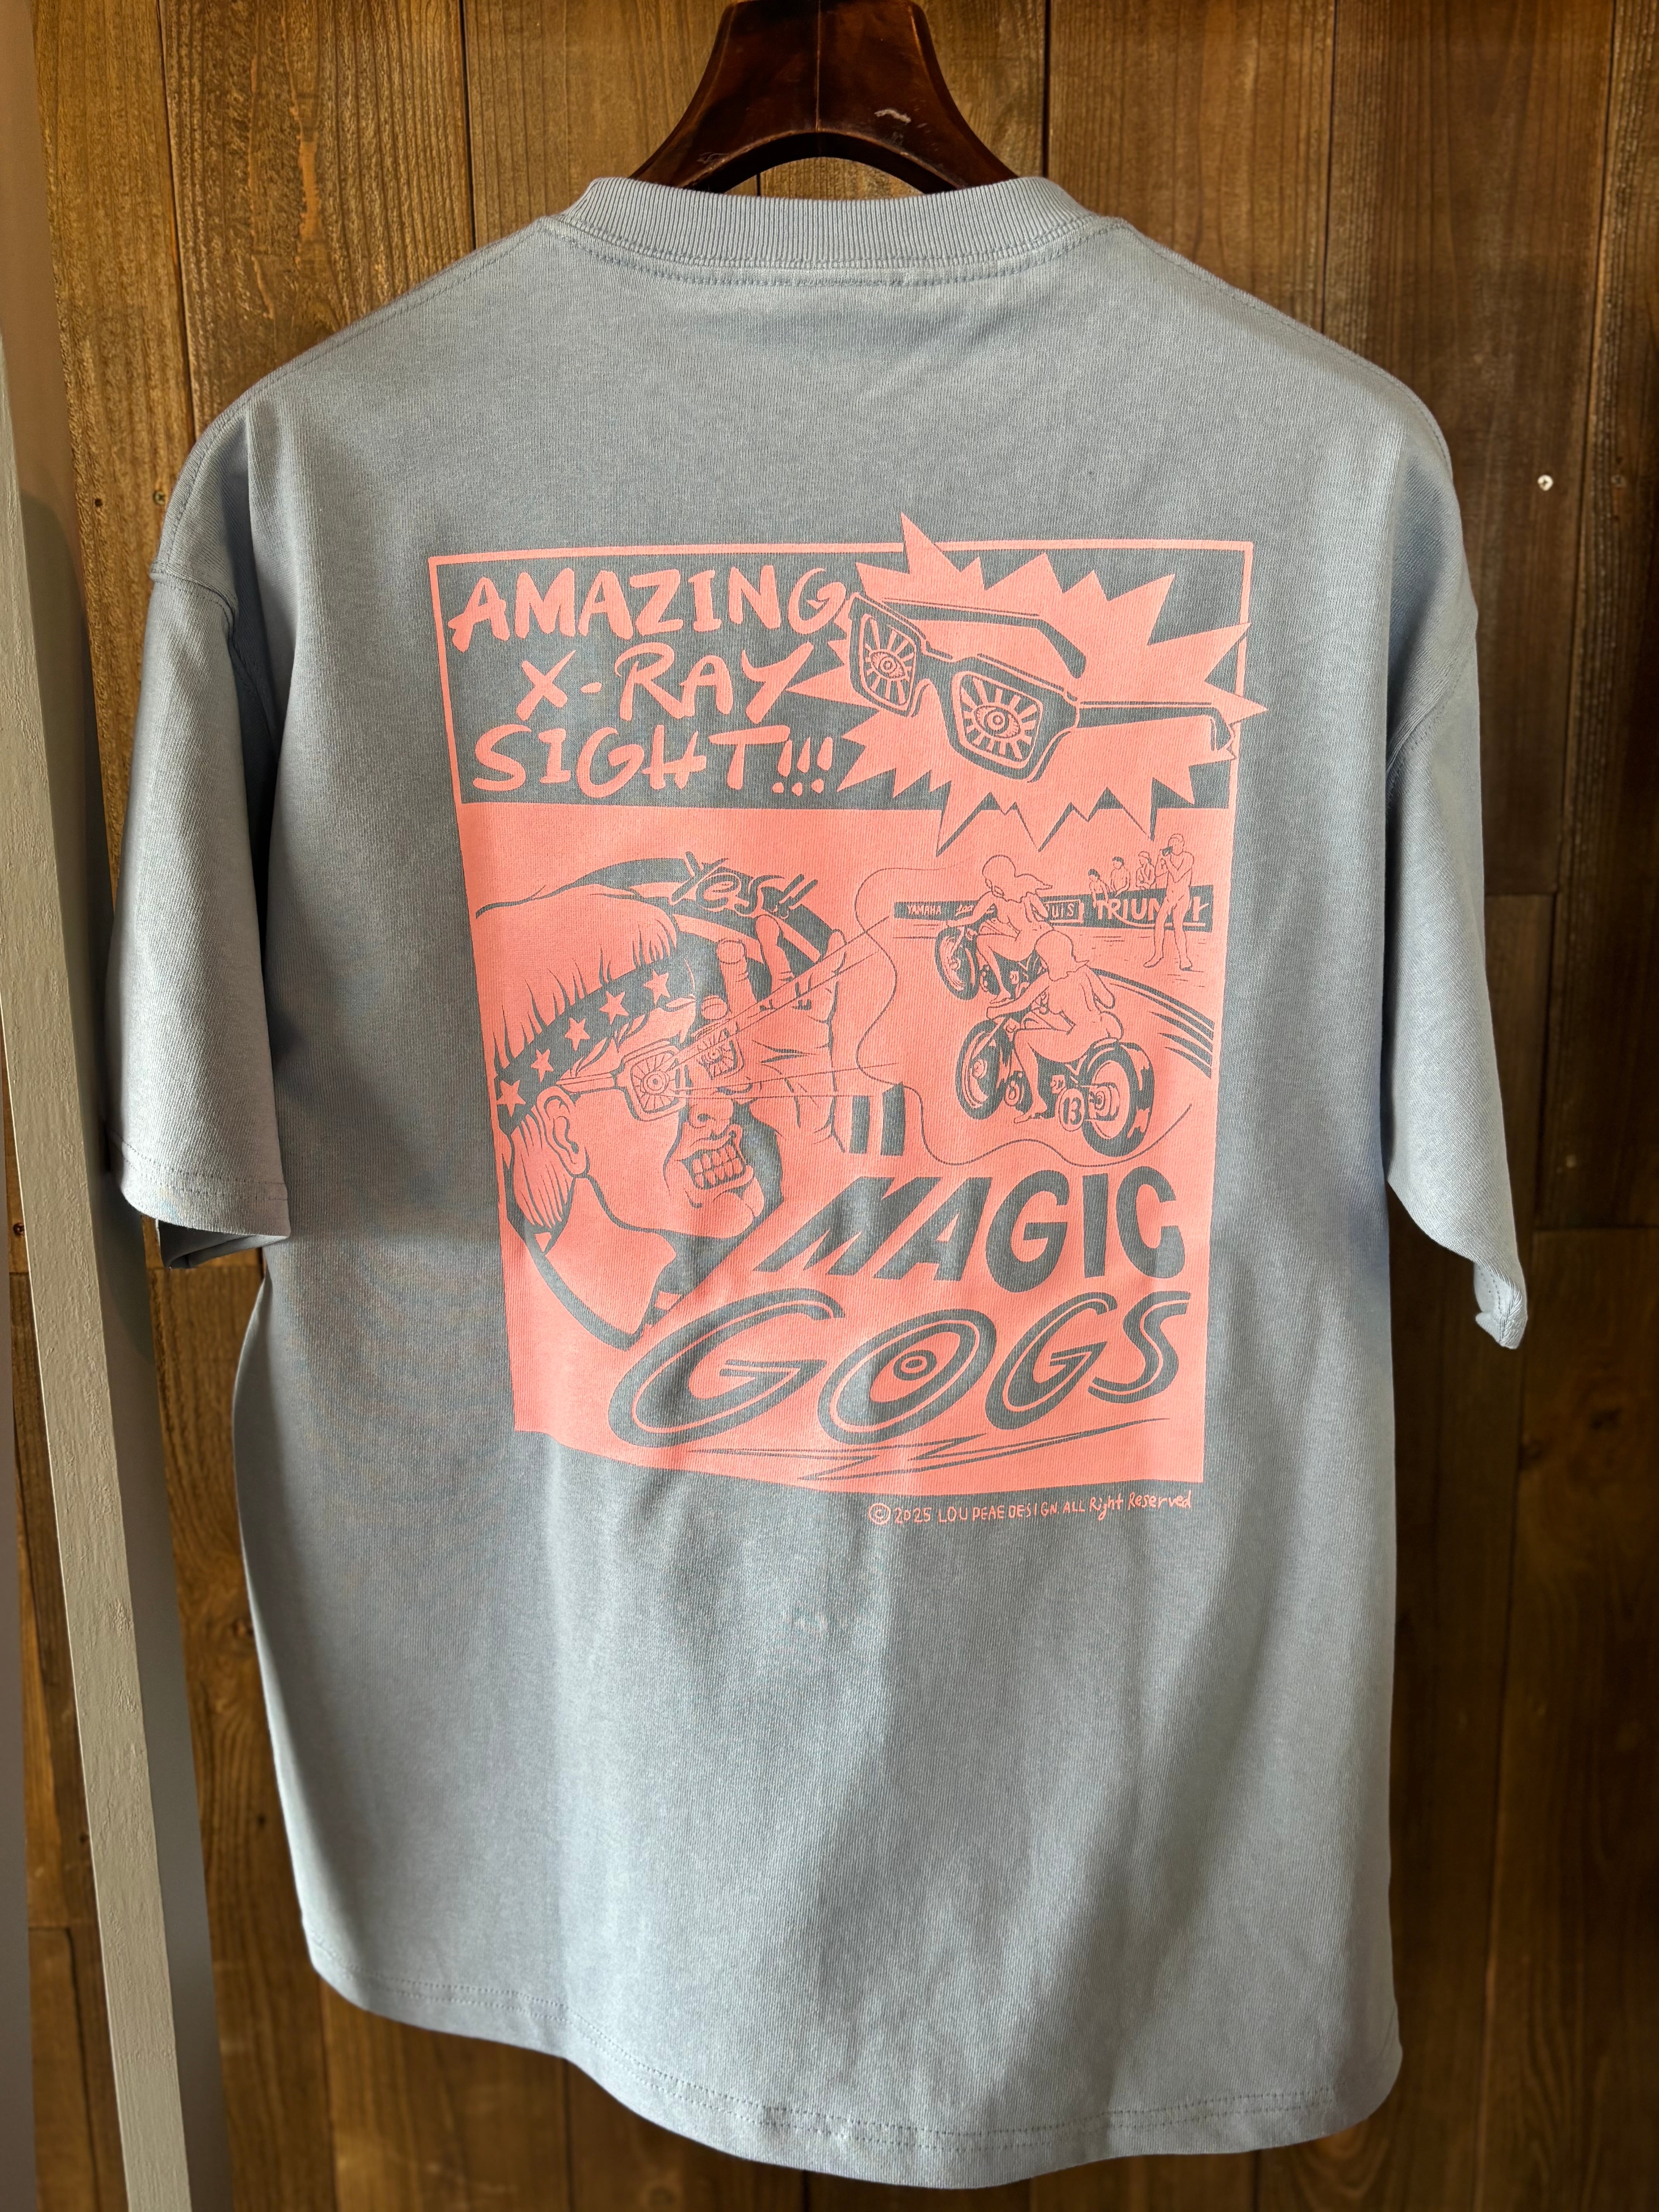 AMAZING
X-RAY
SIGHT!!!
Yes!!
YAMAHA
TRIUMPH
13
MAGIC
GOGS
© 2025 LOU PEAE DESIGN. ALL Right Reserved